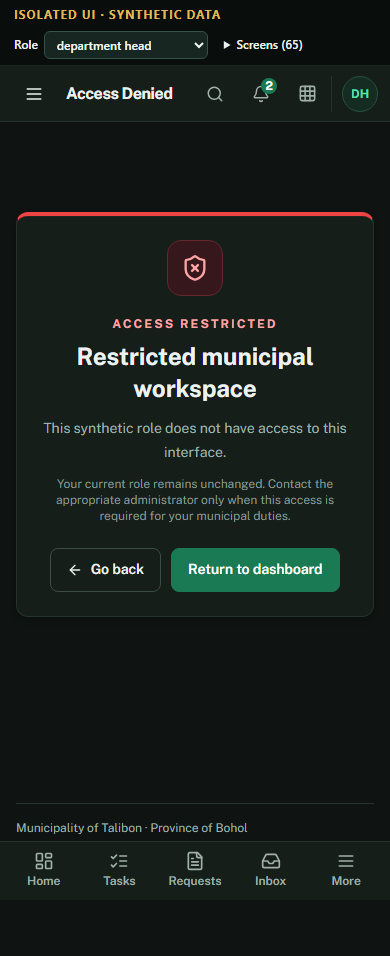 ISOLATED UI · SYNTHETIC DATA
Role department head ▶ Screens (65)
Access Denied 2 DH
ACCESS RESTRICTED
Restricted municipal
workspace
This synthetic role does not have access to this
interface.
Your current role remains unchanged. Contact the
appropriate administrator only when this access is
required for your municipal duties.
Go back Return to dashboard
Municipality of Talibon · Province of Bohol
Home Tasks Requests Inbox More